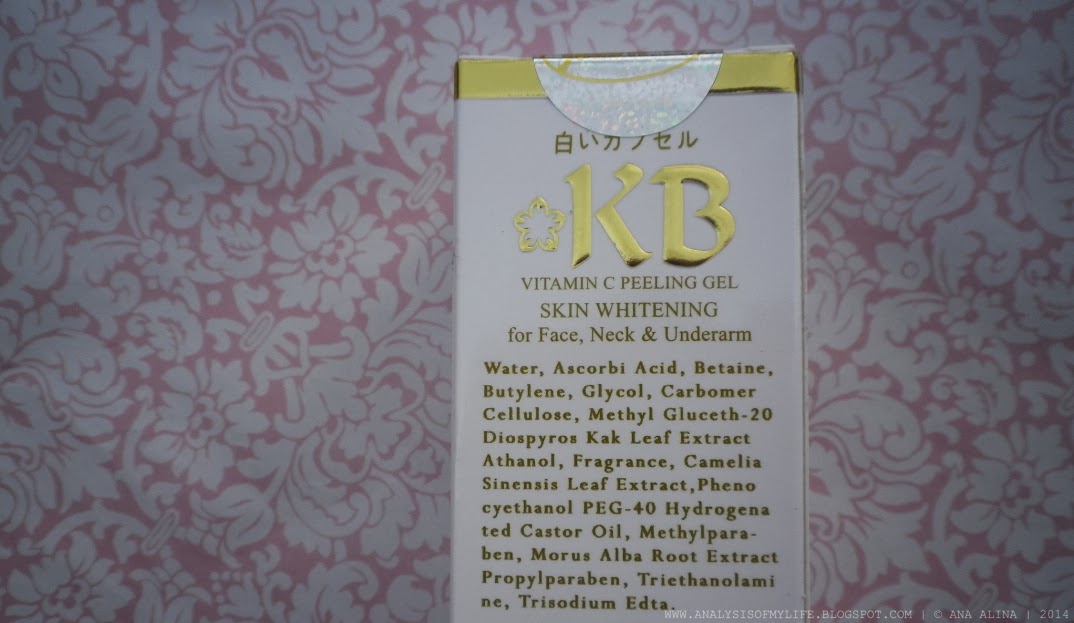 白いカプセル
KB
VITAMIN C PEELING GEL
SKIN WHITENING
for Face, Neck & Underarm
Water, Ascorbi Acid, Betaine,
Butylene, Glycol, Carbomer
Cellulose, Methyl Gluceth-20
Diospyros Kak Leaf Extract
Athanol, Fragrance, Camelia
Sinensis Leaf Extract,Pheno
cyethanol PEG-40 Hydrogena
ted Castor Oil, Methylpara-
ben, Morus Alba Root Extract
Propylparaben, Triethanolami
ne, Trisodium Edta.
WWW.ANALYSISOFMYLIFE.BLOGSPOT.COM | © ANA ALINA | 2014